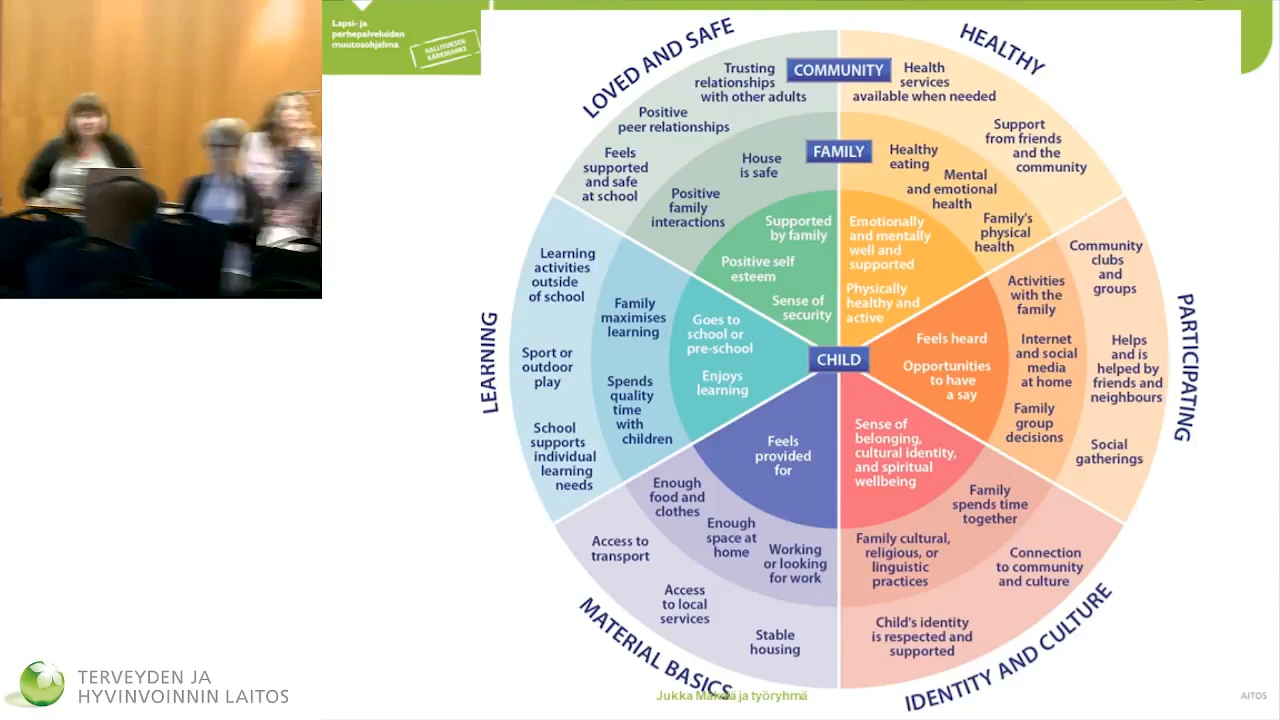 Lapsi- ja
perhepalveluiden
muutosohjelma
HALLITUKSEN
KÄRKIHANKE
LOVED AND SAFE
HEALTHY
COMMUNITY
Trusting
relationships
with other adults
Positive
peer relationships
Feels
supported
and safe
at school
Health
services
available when needed
Support
from friends
and the
community
FAMILY
House
is safe
Positive
family
interactions
Healthy
eating
Mental
and emotional
health
Family's
physical
health
Supported
by family
Positive self
esteem
Sense of
security
Emotionally
and mentally
well and
supported
Physically
healthy and
active
LEARNING
Learning
activities
outside
of school
Sport or
outdoor
play
School
supports
individual
learning
needs
Family
maximises
learning
Spends
quality
time
with
children
Goes to
school or
pre-school
Enjoys
learning
CHILD
Feels heard
Opportunities
to have
a say
Activities
with the
family
Internet
and social
media
at home
Family
group
decisions
Community
clubs
and
groups
Helps
and is
helped by
friends and
neighbours
Social
gatherings
PARTICIPATING
Feels
provided
for
Enough
food and
clothes
Enough
space at
home
Working
or looking
for work
Access to
transport
Access
to local
services
Stable
housing
MATERIAL BASICS
Sense of
belonging,
cultural identity,
and spiritual
wellbeing
Family
spends time
together
Family cultural,
religious, or
linguistic
practices
Connection
to community
and culture
Child's identity
is respected and
supported
IDENTITY AND CULTURE
TERVEYDEN JA
HYVINVOINNIN LAITOS
Jukka Mäkelä ja työryhmä
AITOS